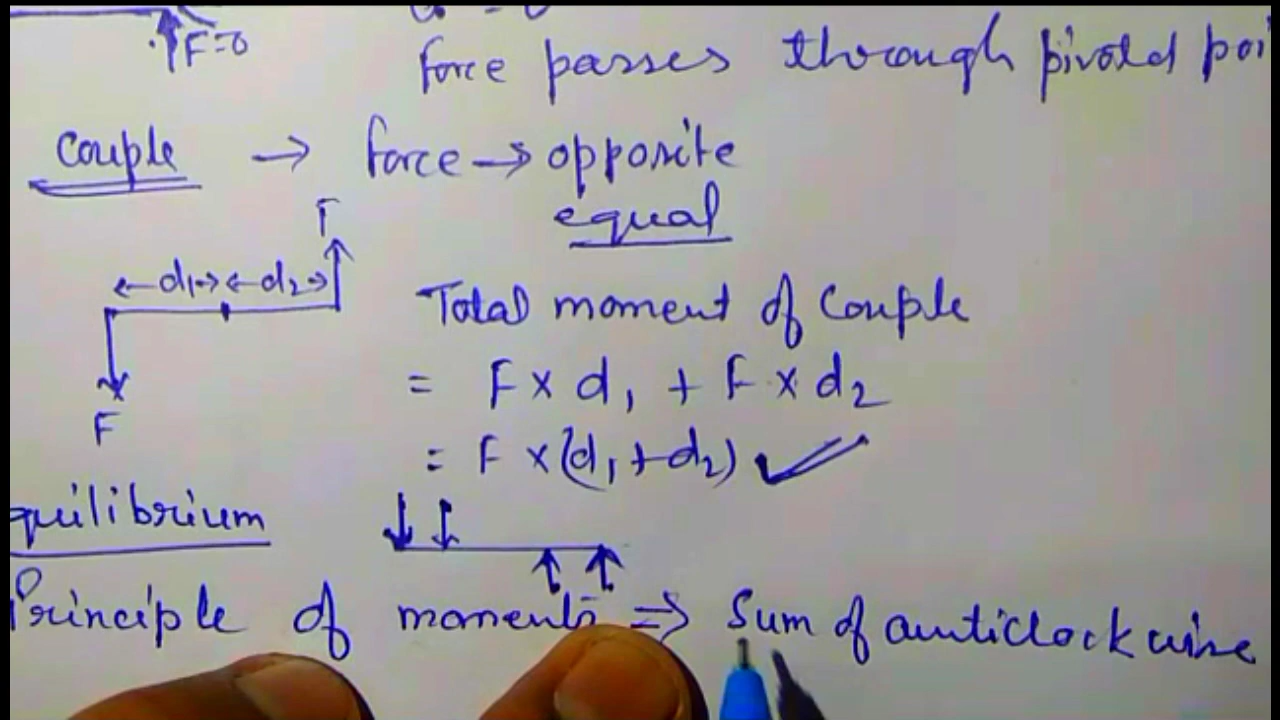 F=0
force passes through pivoted poi
Couple → force → opposite
equal
F
d1 d2
F
Total moment of Couple
= F x d1 + F x d2
= F x (d1+d2) ✓
quilibrium
Principle of moments ⇒ Sum of anticlockwise